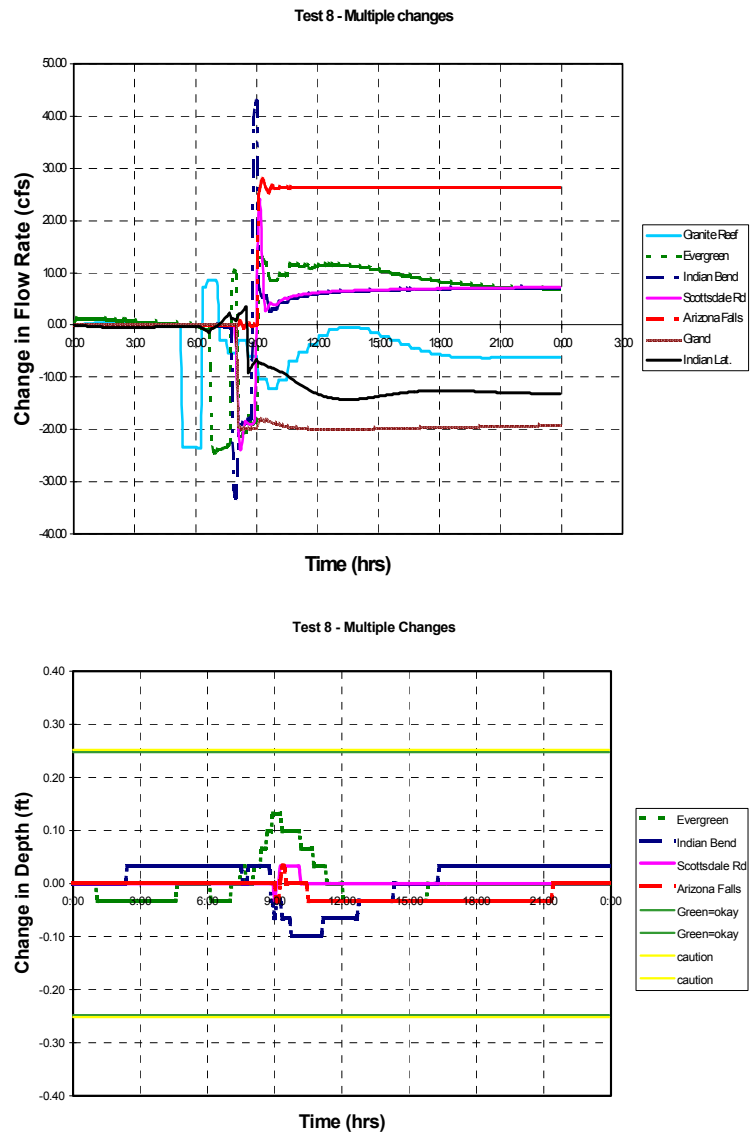 Test 8 - Multiple changes
50.00
40.00
30.00
20.00
10.00
0.00
-10.00
-20.00
-30.00
-40.00
0:00 3:00 6:00 9:00 12:00 15:00 18:00 21:00 0:00 3:00
Change in Flow Rate (cfs)
Time (hrs)
Granite Reef
Evergreen
Indian Bend
Scottsdale Rd
Arizona Falls
Grand
Indian Lat.
Test 8 - Multiple Changes
0.40
0.30
0.20
0.10
0.00
-0.10
-0.20
-0.30
-0.40
0:00 3:00 6:00 9:00 12:00 15:00 18:00 21:00 0:00
Change in Depth (ft)
Time (hrs)
Evergreen
Indian Bend
Scottsdale Rd
Arizona Falls
Green=okay
Green=okay
caution
caution